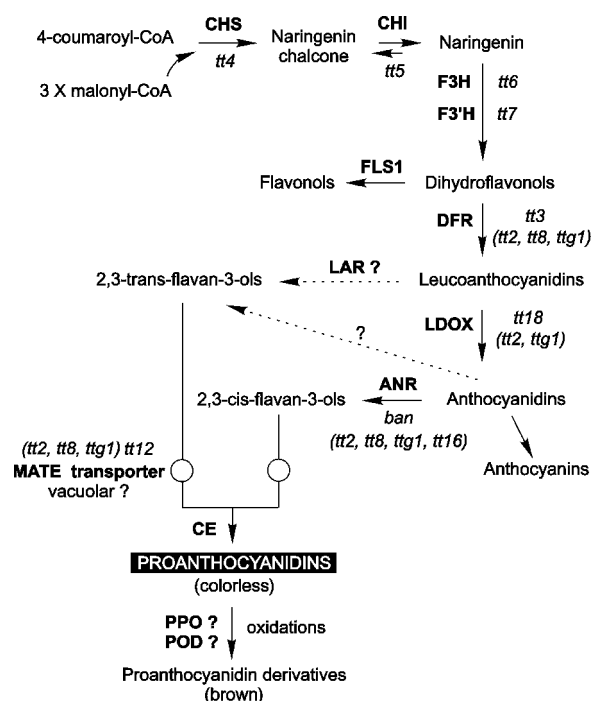 CHS
CHI
4-coumaroyl-CoA
Naringenin
chalcone
Naringenin
tt4
tt5
3 X malonyl-CoA
F3H tt6
F3'H tt7
FLS1
Flavonols
Dihydroflavonols
DFR
tt3
(tt2, tt8, ttg1)
LAR ?
2,3-trans-flavan-3-ols
Leucoanthocyanidins
LDOX
tt18
(tt2, ttg1)
?
ANR
2,3-cis-flavan-3-ols
Anthocyanidins
ban
(tt2, tt8, ttg1, tt16)
(tt2, tt8, ttg1) tt12
MATE transporter
vacuolar ?
Anthocyanins
CE
PROANTHOCYANIDINS
(colorless)
PPO ?
POD ?
oxidations
Proanthocyanidin derivatives
(brown)